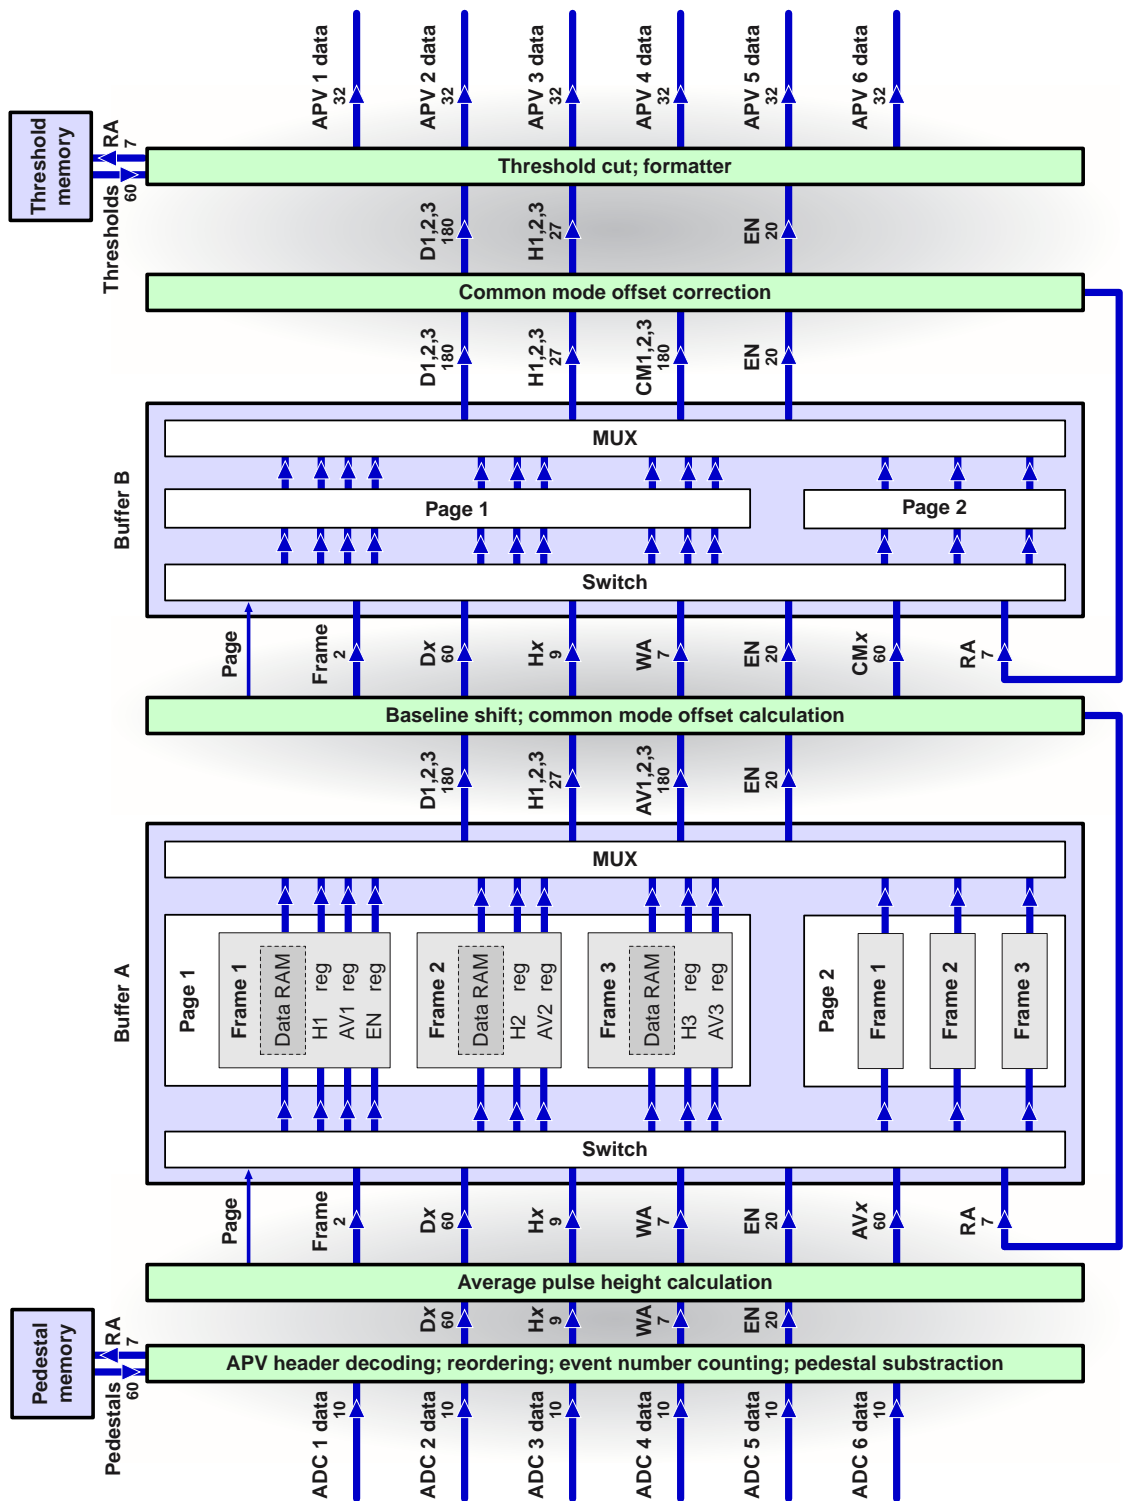 APV 1 data
32
APV 2 data
32
APV 3 data
32
APV 4 data
32
APV 5 data
32
APV 6 data
32
Threshold
memory
RA
7
Thresholds
60
Threshold cut; formatter
D1,2,3
180
H1,2,3
27
EN
20
Common mode offset correction
D1,2,3
180
H1,2,3
27
CM1,2,3
180
EN
20
Buffer B
MUX
Page 1
Page 2
Switch
Page
Frame
2
Dx
60
Hx
9
WA
7
EN
20
CMx
60
RA
7
Baseline shift; common mode offset calculation
D1,2,3
180
H1,2,3
27
AV1,2,3
180
EN
20
Buffer A
MUX
Page 1
Frame 1
Data RAM
H1 reg
AV1 reg
EN reg
Frame 2
Data RAM
H2 reg
AV2 reg
Frame 3
Data RAM
H3 reg
AV3 reg
Page 2
Frame 1
Frame 2
Frame 3
Switch
Page
Frame
2
Dx
60
Hx
9
WA
7
EN
20
AVx
60
RA
7
Average pulse height calculation
Dx
60
Hx
9
WA
7
EN
20
Pedestal
memory
RA
7
Pedestals
60
APV header decoding; reordering; event number counting; pedestal substraction
ADC 1 data
10
ADC 2 data
10
ADC 3 data
10
ADC 4 data
10
ADC 5 data
10
ADC 6 data
10